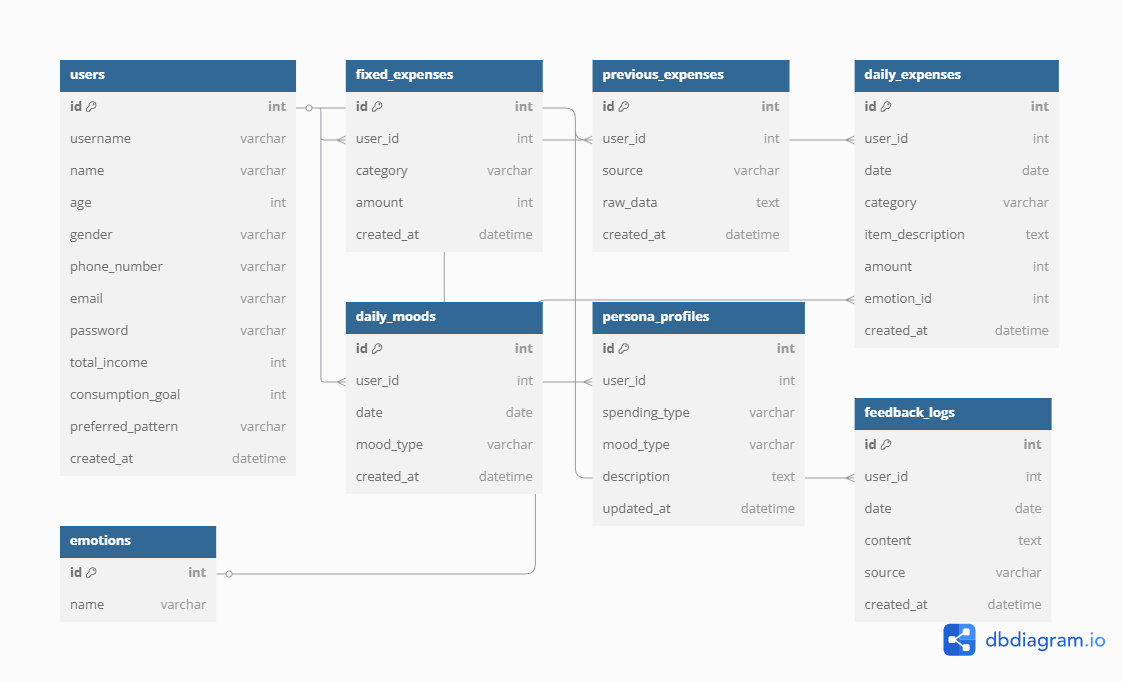 users
id int
username varchar
name varchar
age int
gender varchar
phone_number varchar
email varchar
password varchar
total_income int
consumption_goal int
preferred_pattern varchar
created_at datetime
fixed_expenses
id int
user_id int
category varchar
amount int
created_at datetime
previous_expenses
id int
user_id int
source varchar
raw_data text
created_at datetime
daily_expenses
id int
user_id int
date date
category varchar
item_description text
amount int
emotion_id int
created_at datetime
daily_moods
id int
user_id int
date date
mood_type varchar
created_at datetime
persona_profiles
id int
user_id int
spending_type varchar
mood_type varchar
description text
updated_at datetime
feedback_logs
id int
user_id int
date date
content text
source varchar
created_at datetime
emotions
id int
name varchar
dbdiagram.io